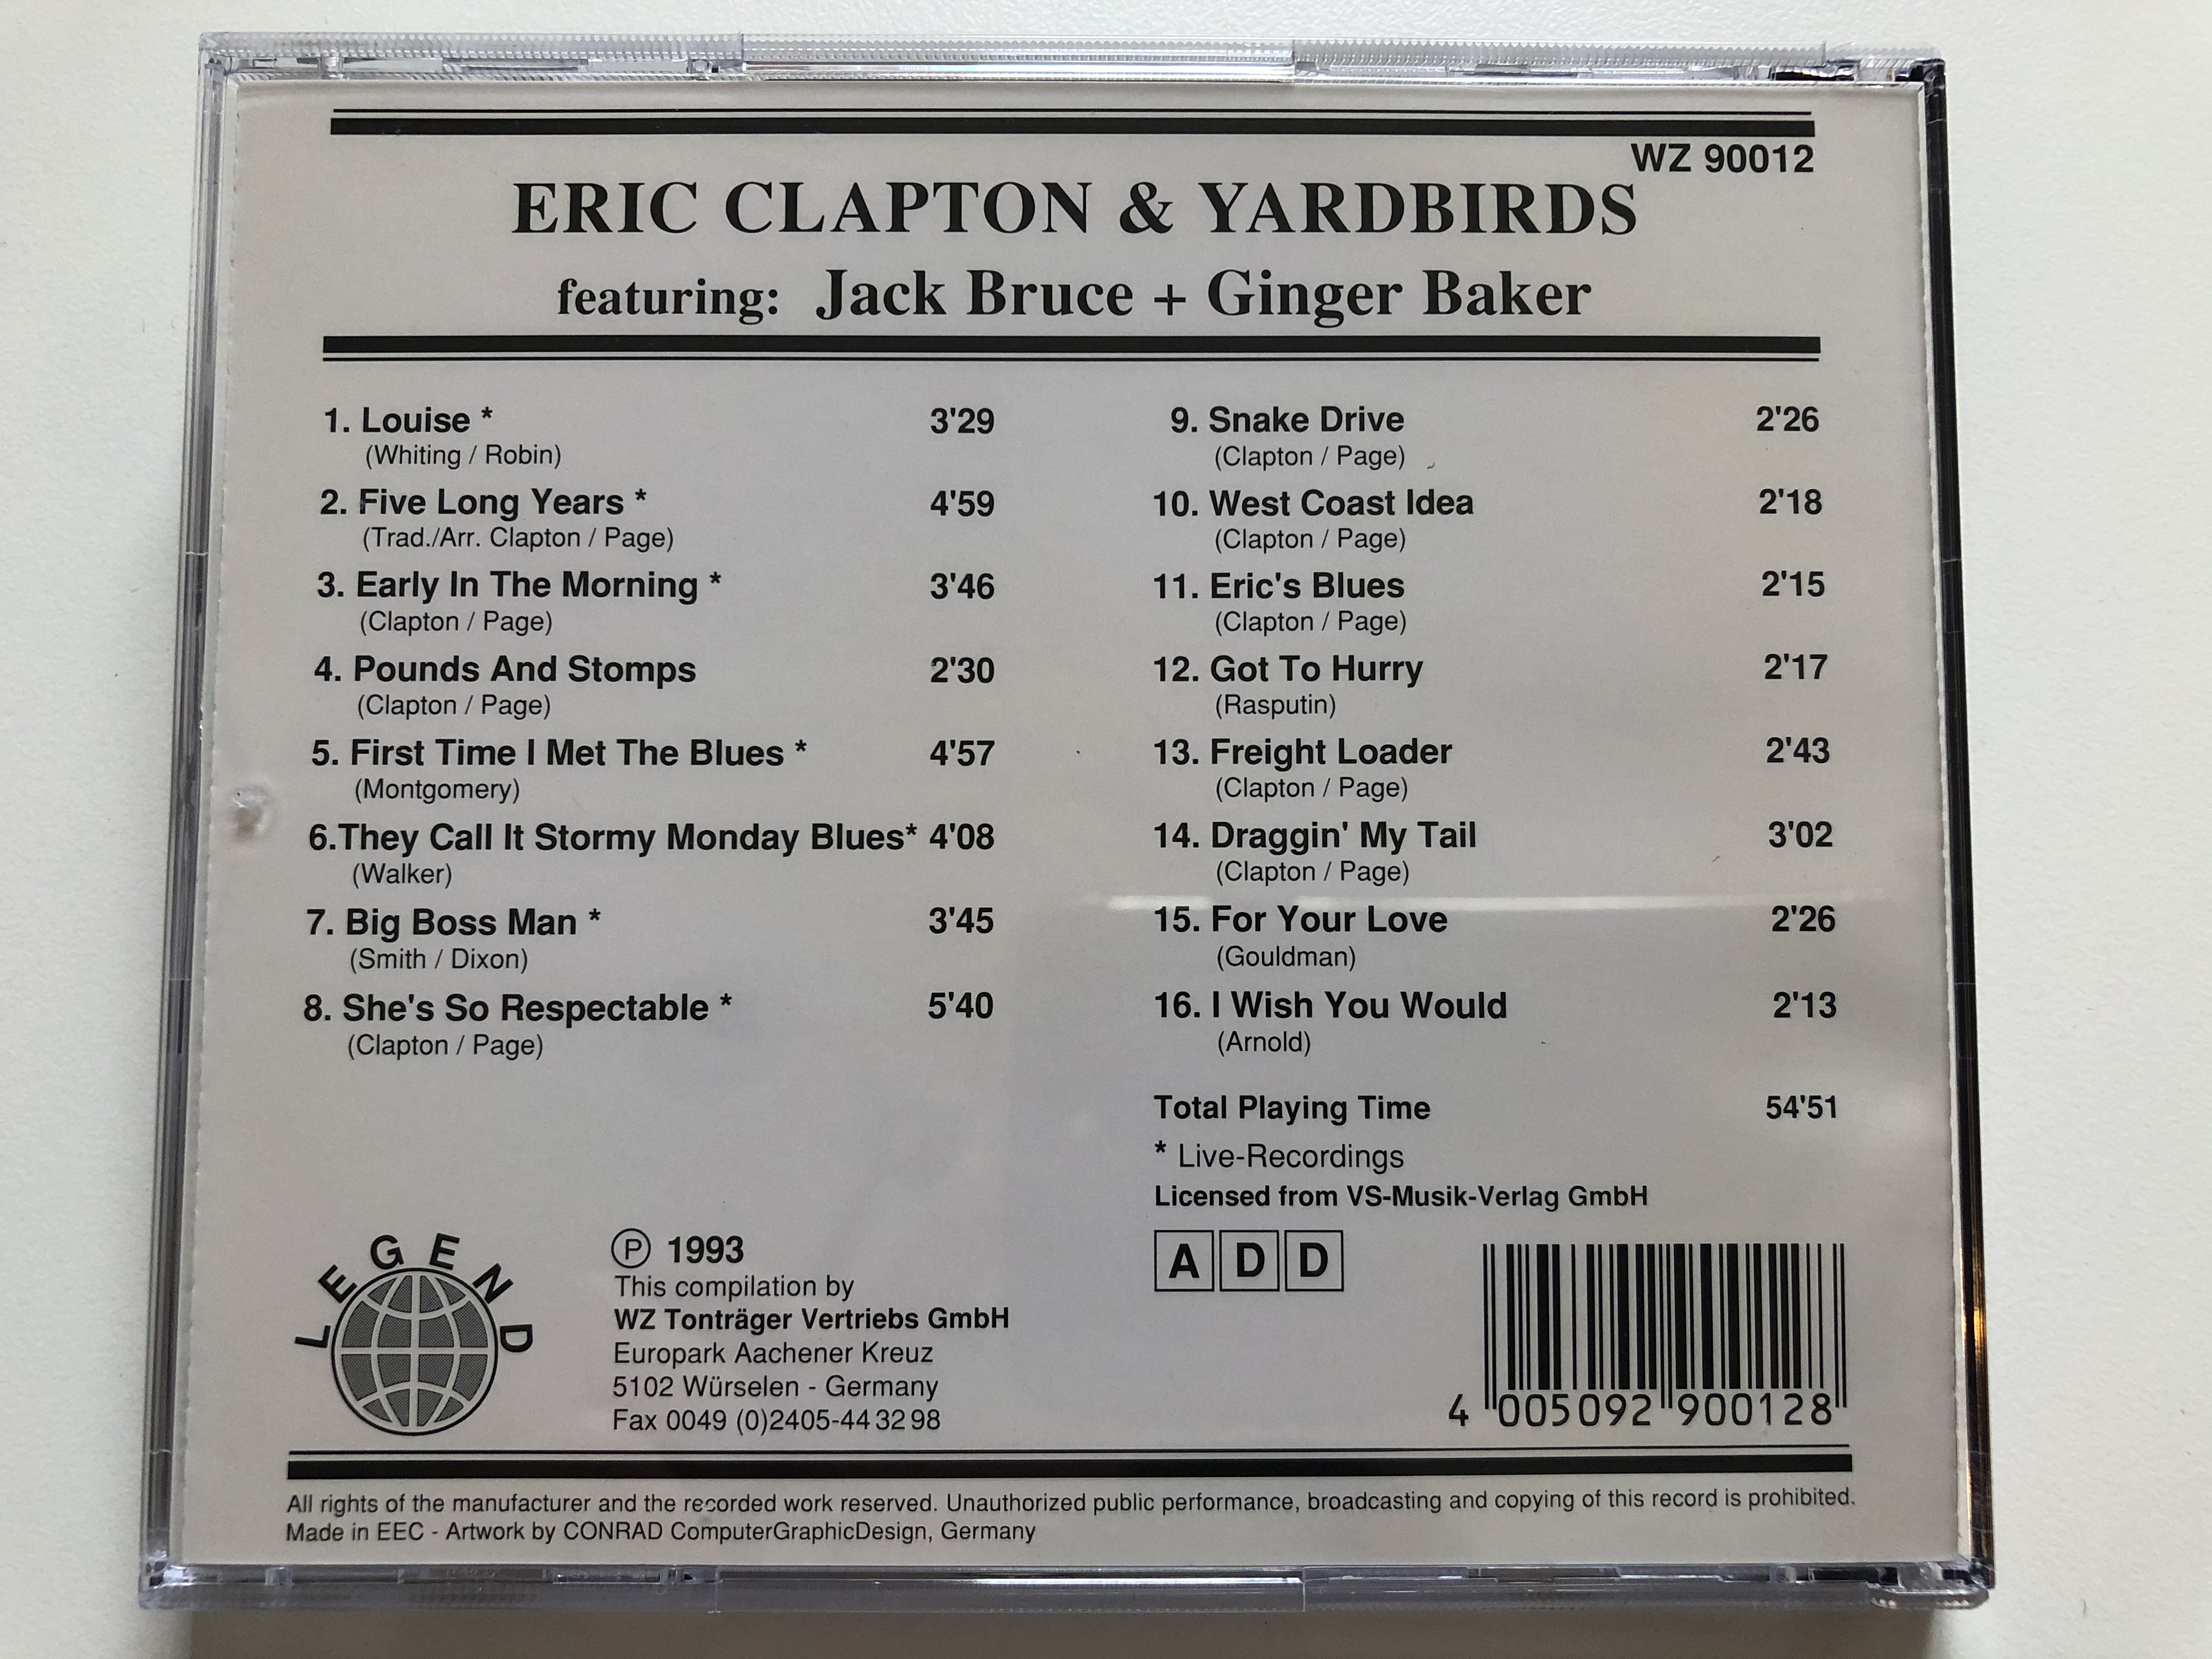 WZ 90012
ERIC CLAPTON & YARDBIRDS
featuring: Jack Bruce + Ginger Baker
1. Louise * 3'29
(Whiting / Robin)
2. Five Long Years * 4'59
(Trad./Arr. Clapton / Page)
3. Early In The Morning * 3'46
(Clapton / Page)
4. Pounds And Stomps 2'30
(Clapton / Page)
5. First Time I Met The Blues * 4'57
(Montgomery)
6.They Call It Stormy Monday Blues* 4'08
(Walker)
7. Big Boss Man * 3'45
(Smith / Dixon)
8. She's So Respectable * 5'40
(Clapton / Page)
9. Snake Drive 2'26
(Clapton / Page)
10. West Coast Idea 2'18
(Clapton / Page)
11. Eric's Blues 2'15
(Clapton / Page)
12. Got To Hurry 2'17
(Rasputin)
13. Freight Loader 2'43
(Clapton / Page)
14. Draggin' My Tail 3'02
(Clapton / Page)
15. For Your Love 2'26
(Gouldman)
16. I Wish You Would 2'13
(Arnold)
Total Playing Time 54'51
* Live-Recordings
Licensed from VS-Musik-Verlag GmbH
A D D
LEGEND
℗ 1993
This compilation by
WZ Tonträger Vertriebs GmbH
Europark Aachener Kreuz
5102 Würselen - Germany
Fax 0049 (0)2405-44 32 98
4 005092 900128
All rights of the manufacturer and the recorded work reserved. Unauthorized public performance, broadcasting and copying of this record is prohibited.
Made in EEC - Artwork by CONRAD ComputerGraphicDesign, Germany